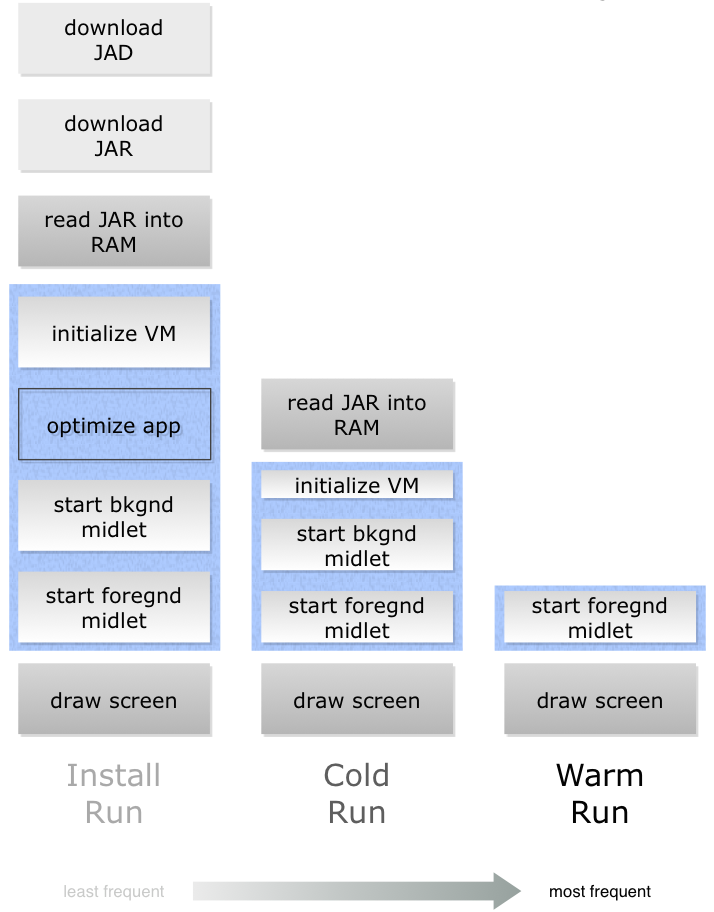 download
JAD
download
JAR
read JAR into
RAM
initialize VM
optimize app
start bkgnd
midlet
start foregnd
midlet
draw screen
Install
Run
read JAR into
RAM
initialize VM
start bkgnd
midlet
start foregnd
midlet
draw screen
Cold
Run
start foregnd
midlet
draw screen
Warm
Run
least frequent
most frequent